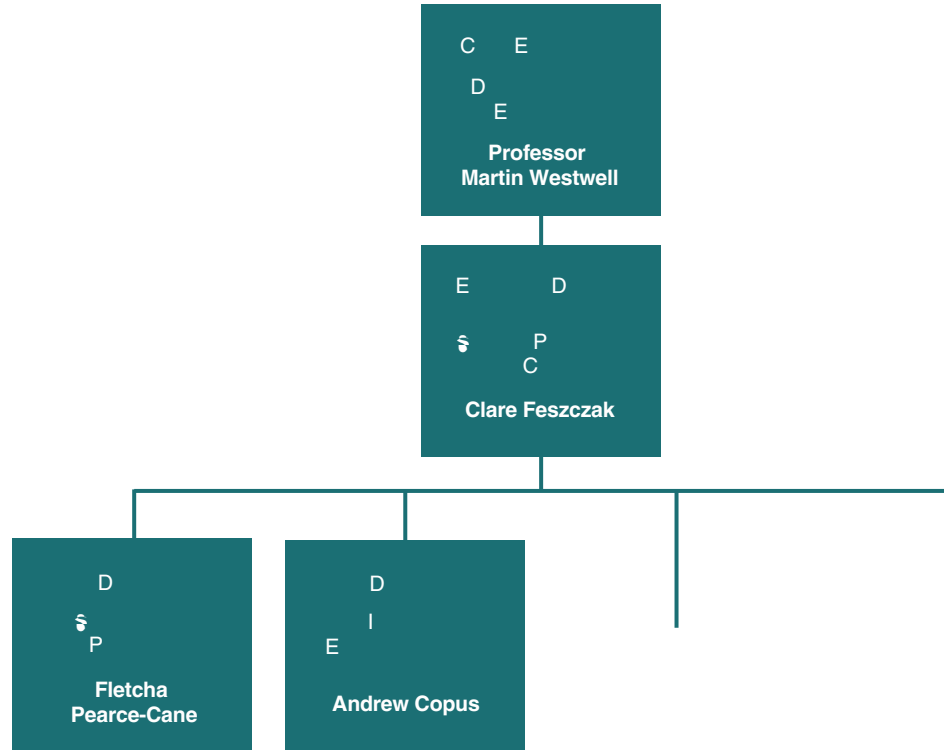 C E
D
E
Professor
Martin Westwell
E D
P
C
Clare Feszczak
D
P
Fletcha
Pearce-Cane
D
I
E
Andrew Copus